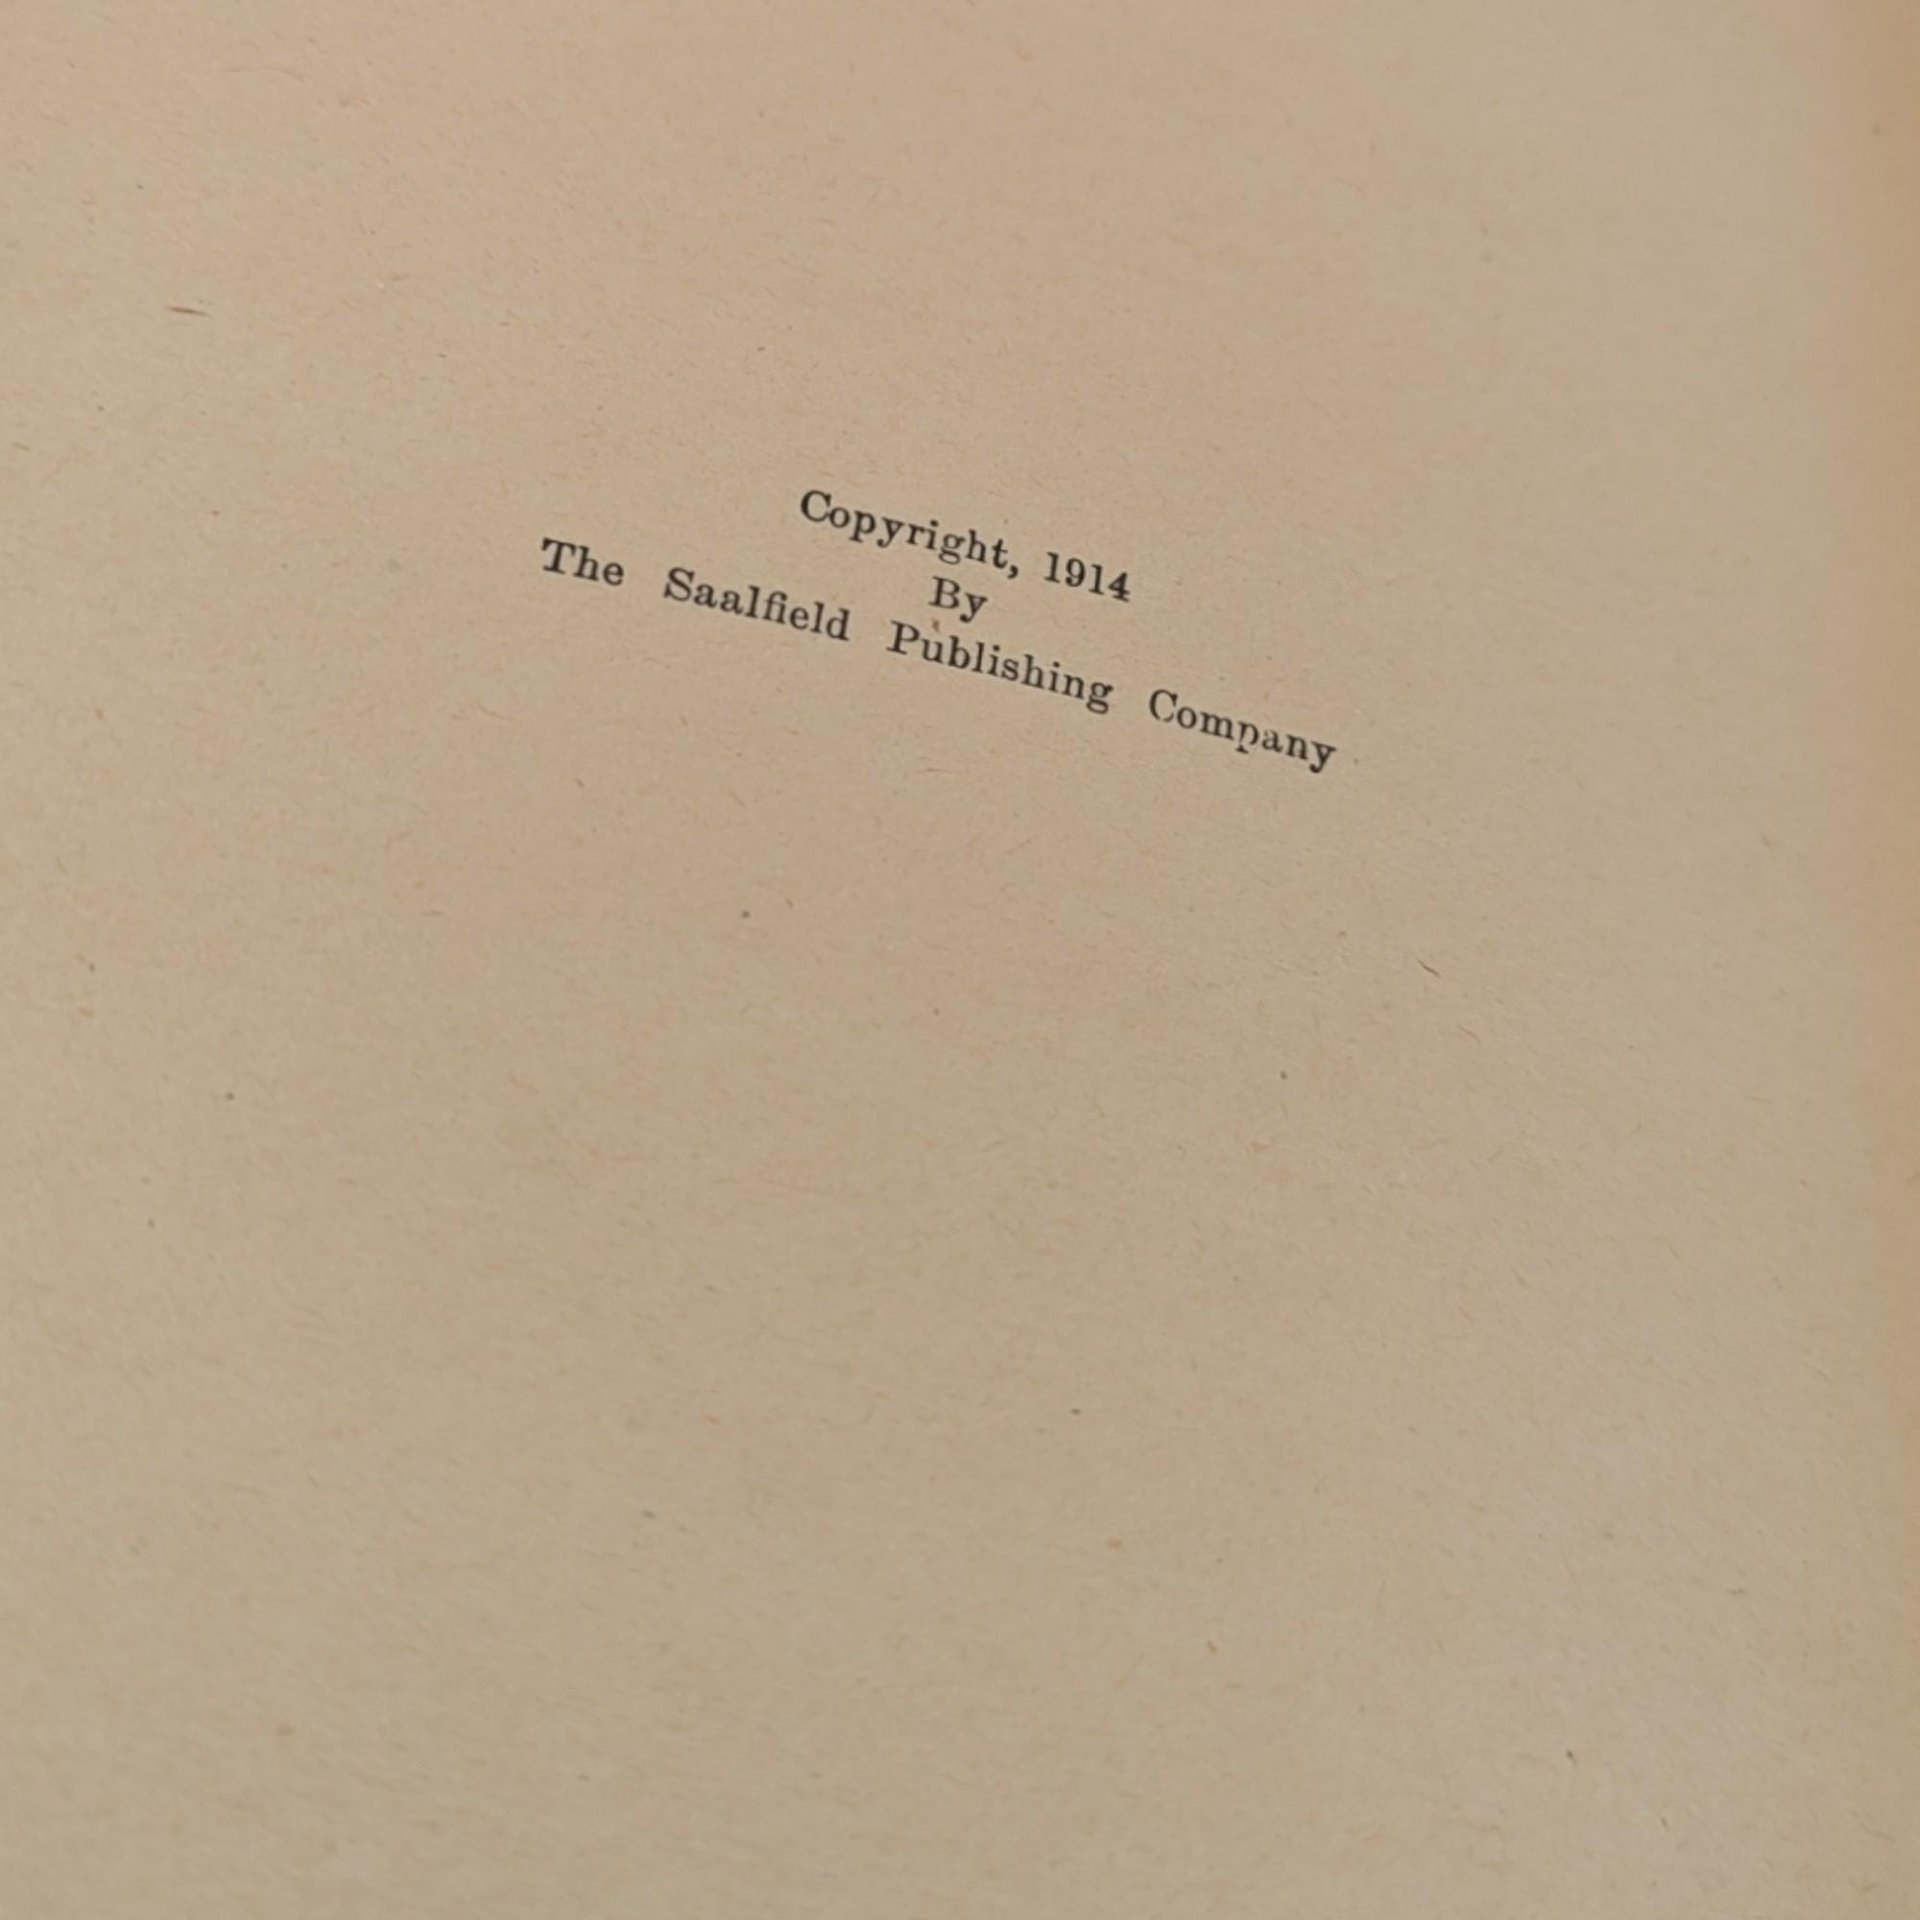 Copyright, 1914
By
The Saalfield Publishing Company